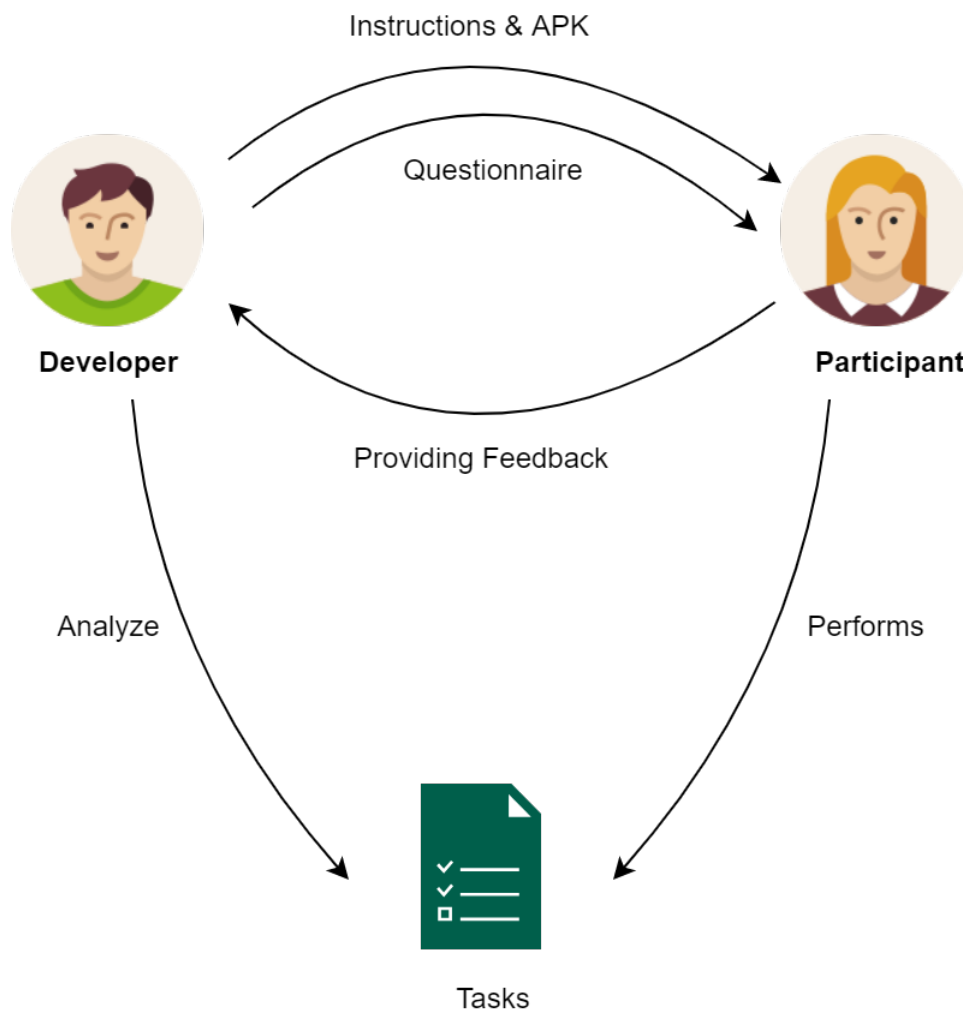 Instructions & APK
Questionnaire
Developer
Participant
Providing Feedback
Analyze
Performs
Tasks